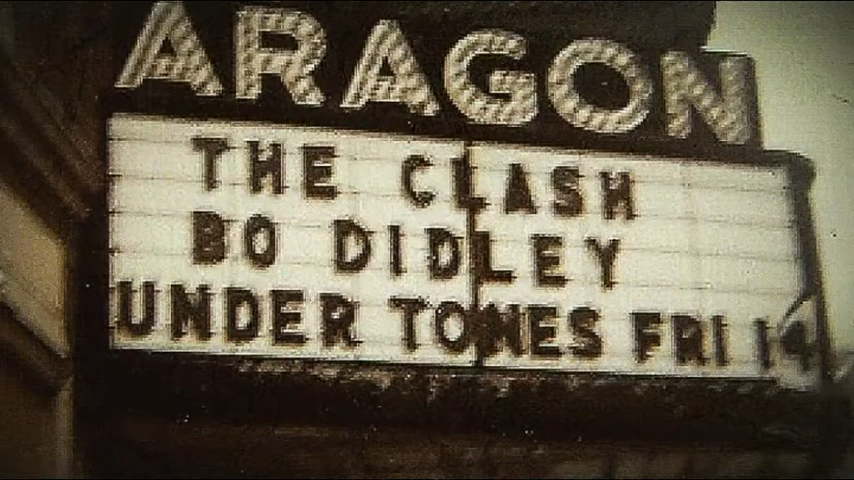 ARAGON
THE CLASH
BO DIDLEY
UNDER TONES FRI 14